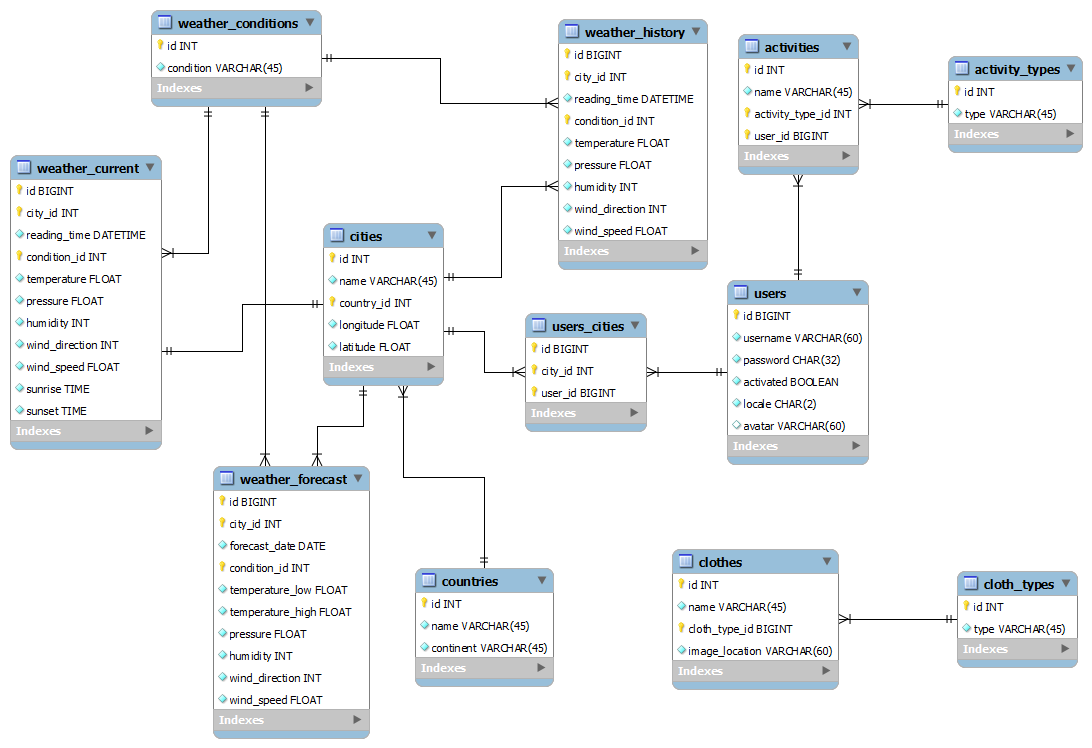 weather_conditions
id INT
condition VARCHAR(45)
Indexes
weather_history
id BIGINT
city_id INT
reading_time DATETIME
condition_id INT
temperature FLOAT
pressure FLOAT
humidity INT
wind_direction INT
wind_speed FLOAT
Indexes
activities
id INT
name VARCHAR(45)
activity_type_id INT
user_id BIGINT
Indexes
activity_types
id INT
type VARCHAR(45)
Indexes
weather_current
id BIGINT
city_id INT
reading_time DATETIME
condition_id INT
temperature FLOAT
pressure FLOAT
humidity INT
wind_direction INT
wind_speed FLOAT
sunrise TIME
sunset TIME
Indexes
cities
id INT
name VARCHAR(45)
country_id INT
longitude FLOAT
latitude FLOAT
Indexes
users_cities
id BIGINT
city_id INT
user_id BIGINT
Indexes
users
id BIGINT
username VARCHAR(60)
password CHAR(32)
activated BOOLEAN
locale CHAR(2)
avatar VARCHAR(60)
Indexes
weather_forecast
id BIGINT
city_id INT
forecast_date DATE
condition_id INT
temperature_low FLOAT
temperature_high FLOAT
pressure FLOAT
humidity INT
wind_direction INT
wind_speed FLOAT
Indexes
countries
id INT
name VARCHAR(45)
continent VARCHAR(45)
Indexes
clothes
id INT
name VARCHAR(45)
cloth_type_id BIGINT
image_location VARCHAR(60)
Indexes
cloth_types
id INT
type VARCHAR(45)
Indexes